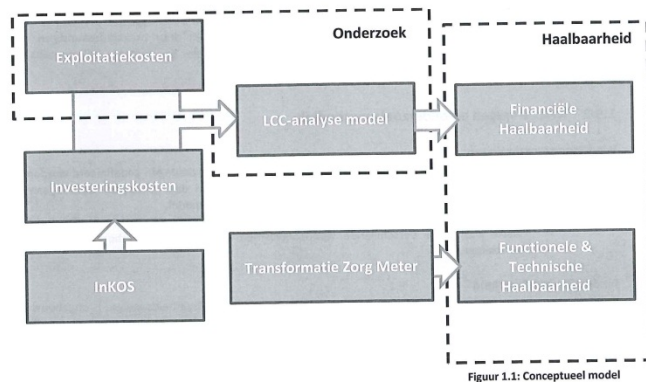 Onderzoek
Haalbaarheid
Exploitatiekosten
LCC-analyse model
Financiële
Haalbaarheid
Investeringskosten
InKOS
Transformatie Zorg Meter
Functionele &
Technische
Haalbaarheid
Figuur 1.1: Conceptueel model